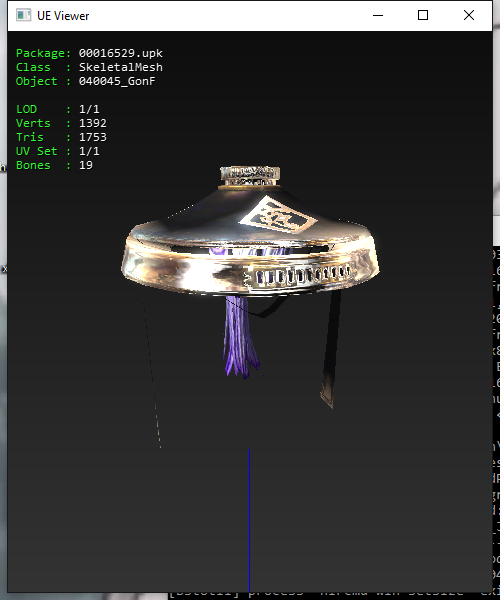 UE Viewer
Package: 00016529.upk
Class  : SkeletalMesh
Object : 040045_GonF
LOD    : 1/1
Verts  : 1392
Tris   : 1753
UV Set : 1/1
Bones  : 19